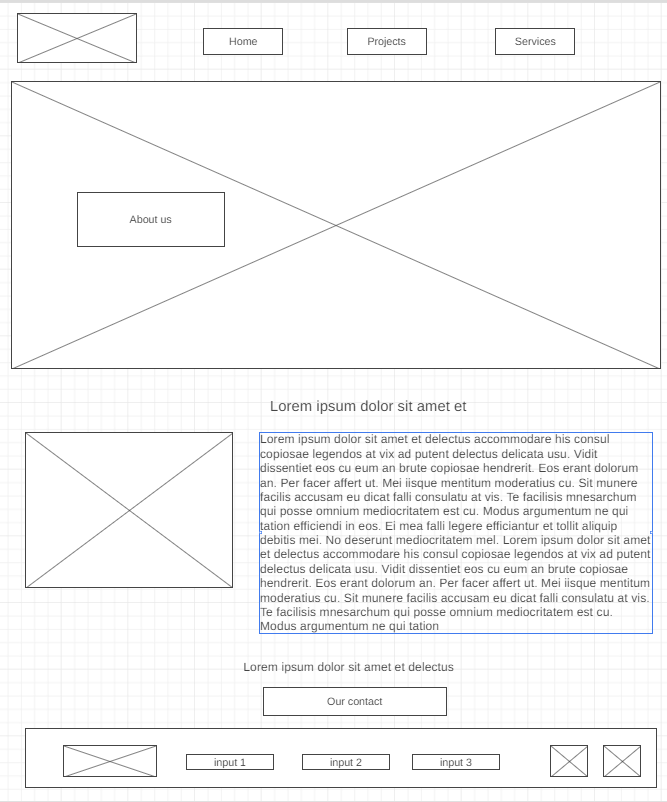 Home
Projects
Services
About us
Lorem ipsum dolor sit amet et
Lorem ipsum dolor sit amet et delectus accommodare his consul
copiosae legendos at vix ad putent delectus delicata usu. Vidit
dissentiet eos cu eum an brute copiosae hendrerit. Eos erant dolorum
an. Per facer affert ut. Mei iisque mentitum moderatius cu. Sit munere
facilis accusam eu dicat falli consulatu at vis. Te facilisis mnesarchum
qui posse omnium mediocritatem est cu. Modus argumentum ne qui
tation efficiendi in eos. Ei mea falli legere efficiantur et tollit aliquip
debitis mei. No deserunt mediocritatem mel. Lorem ipsum dolor sit amet
et delectus accommodare his consul copiosae legendos at vix ad putent
delectus delicata usu. Vidit dissentiet eos cu eum an brute copiosae
hendrerit. Eos erant dolorum an. Per facer affert ut. Mei iisque mentitum
moderatius cu. Sit munere facilis accusam eu dicat falli consulatu at vis.
Te facilisis mnesarchum qui posse omnium mediocritatem est cu.
Modus argumentum ne qui tation
Lorem ipsum dolor sit amet et delectus
Our contact
input 1
input 2
input 3